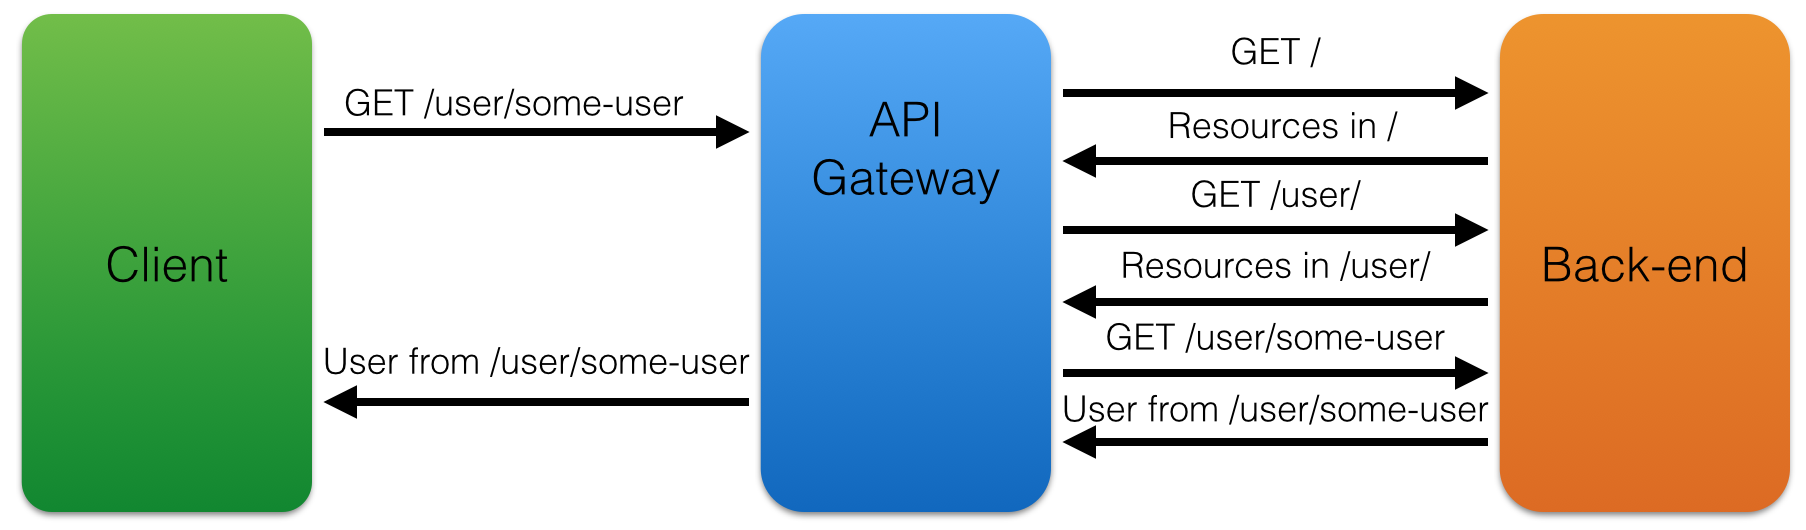 Client
GET /user/some-user
User from /user/some-user
API
Gateway
GET /
Resources in /
GET /user/
Resources in /user/
GET /user/some-user
User from /user/some-user
Back-end